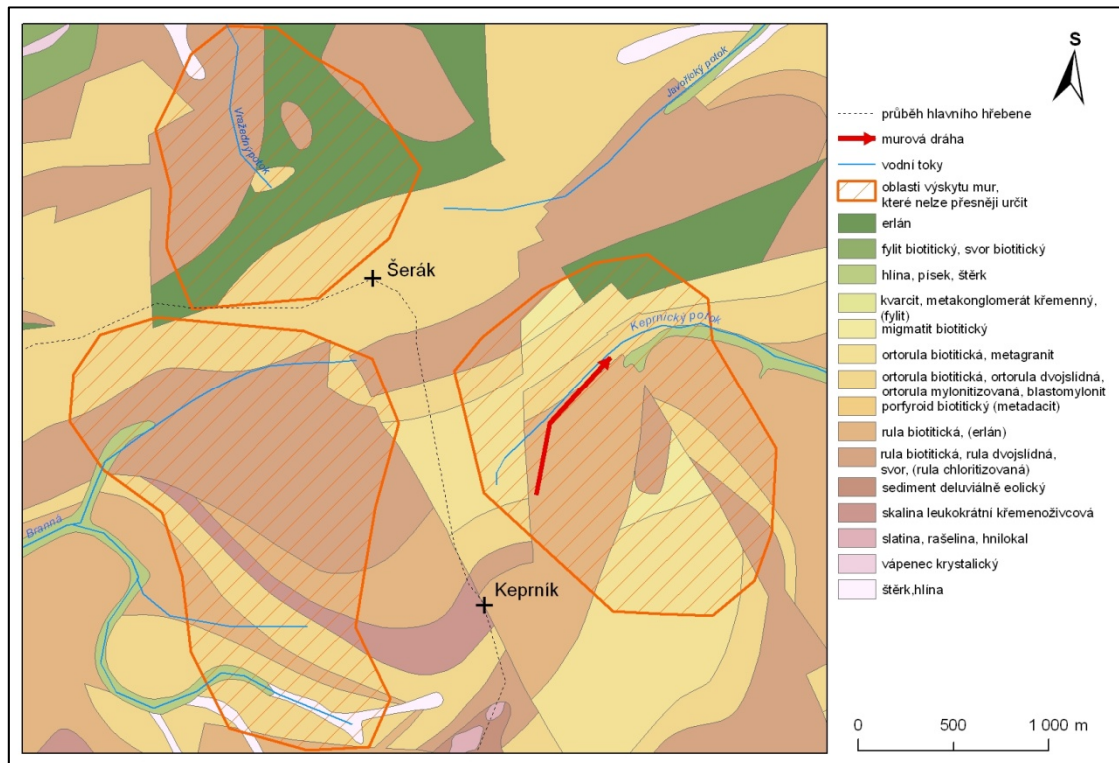 Vražedný potok
Javořický potok
Šerák
Keprnický potok
Branná
Keprník
S
průběh hlavního hřebene
murová dráha
vodní toky
oblasti výskytu mur,
které nelze přesněji určit
erlán
fylit biotitický, svor biotitický
hlína, písek, štěrk
kvarcit, metakonglomerát křemenný,
(fylit)
migmatit biotitický
ortorula biotitická, metagranit
ortorula biotitická, ortorula dvojslídná,
ortorula mylonitizovaná, blastomylonit
porfyroid biotitický (metadacit)
rula biotitická, (erlán)
rula biotitická, rula dvojslídná,
svor, (rula chloritizovaná)
sediment deluviálně eolický
skalina leukokrátní křemenoživcová
slatina, rašelina, hnilokal
vápenec krystalický
štěrk,hlína
0 500 1 000 m